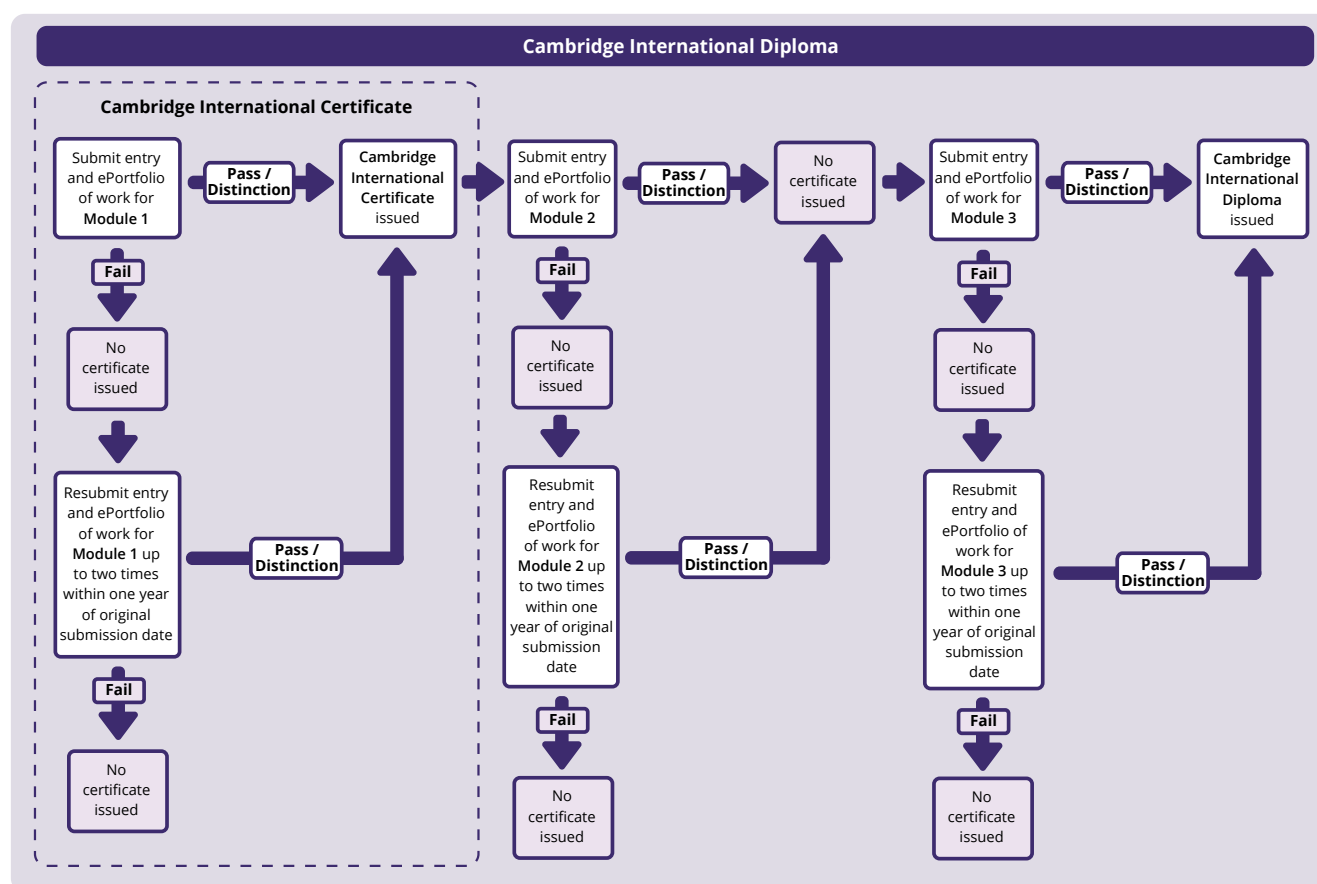 Cambridge International Diploma
Cambridge International Certificate
Submit entry
and ePortfolio
of work for
Module 1
Pass /
Distinction
Cambridge
International
Certificate
issued
Submit entry
and ePortfolio
of work for
Module 2
Pass /
Distinction
No
certificate
issued
Submit entry
and ePortfolio
of work for
Module 3
Pass /
Distinction
Cambridge
International
Diploma
issued
Fail
Fail
Fail
No
certificate
issued
No
certificate
issued
No
certificate
issued
Resubmit entry
and ePortfolio
of work for
Module 1 up
to two times
within one year
of original
submission date
Pass /
Distinction
Resubmit
entry and
ePortfolio
of work for
Module 2 up
to two times
within one
year of original
submission
date
Pass /
Distinction
Resubmit
entry and
ePortfolio of
work for
Module 3 up
to two times
within one
year of original
submission
date
Pass /
Distinction
Fail
Fail
Fail
No
certificate
issued
No
certificate
issued
No
certificate
issued